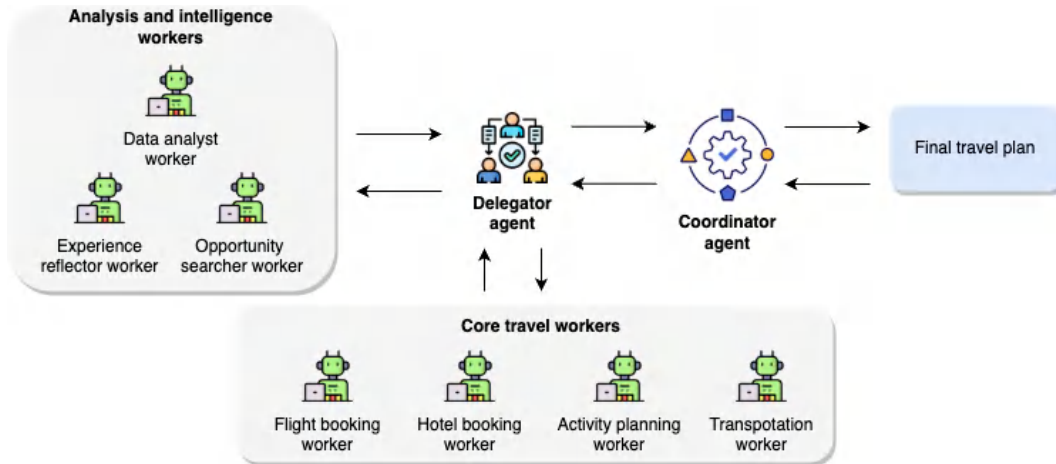 Analysis and intelligence
workers
Data analyst
worker
Experience
reflector worker
Opportunity
searcher worker
Delegator
agent
Coordinator
agent
Final travel plan
Core travel workers
Flight booking
worker
Hotel booking
worker
Activity planning
worker
Transpotation
worker